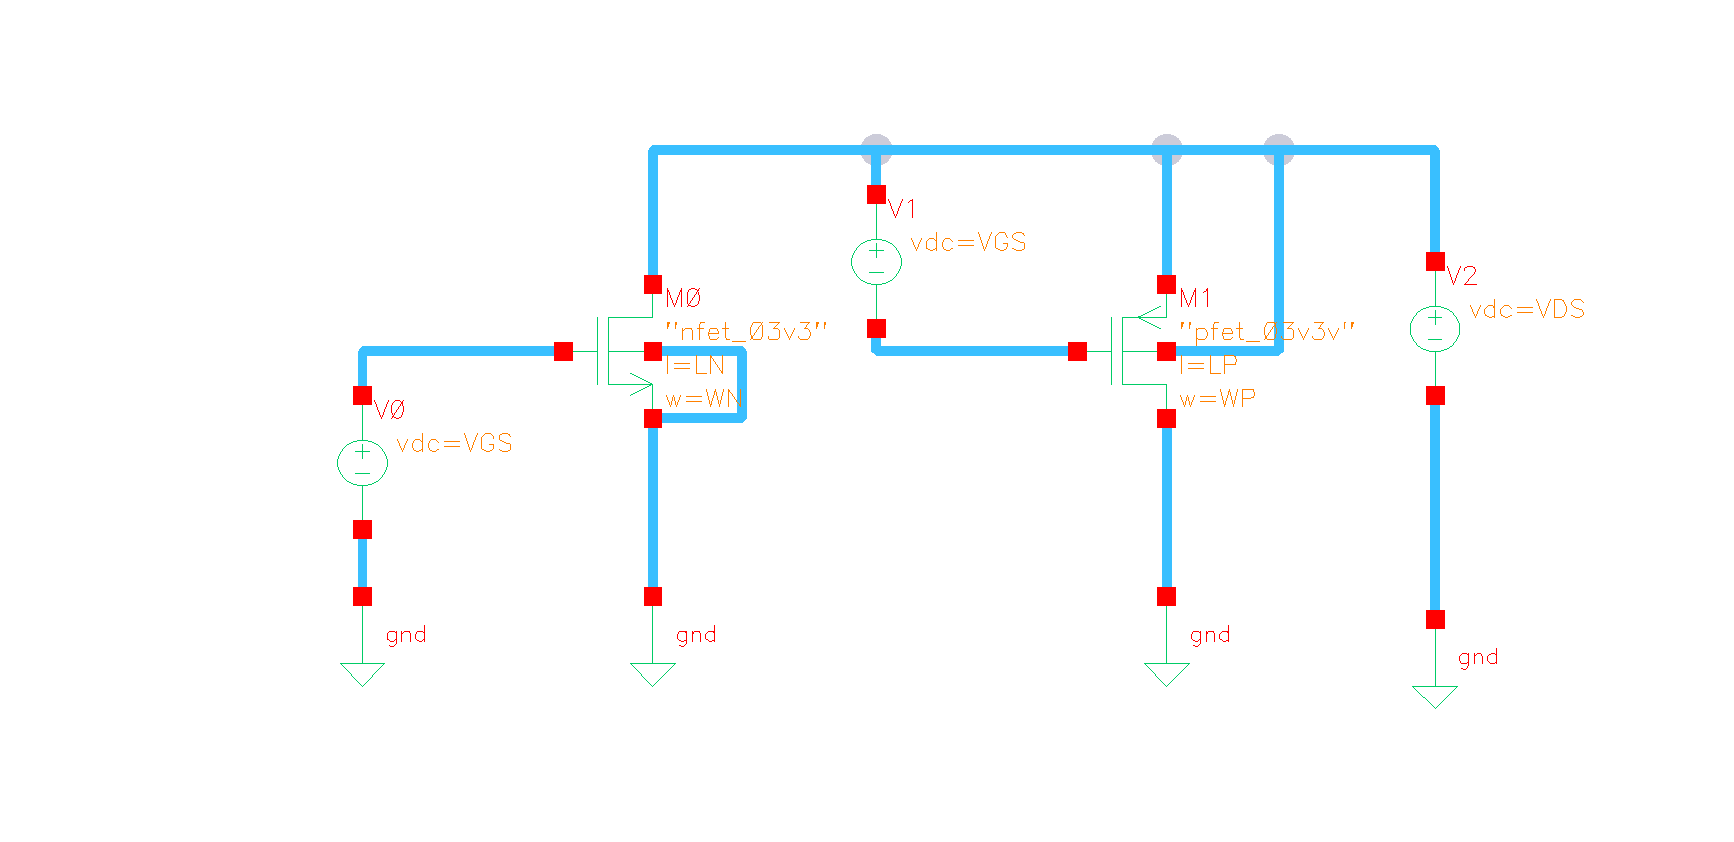 V1
vdc=VGS
M0
"nfet_03v3"
l=LN
w=WN
M1
"pfet_03v3v"
l=LP
w=WP
V2
vdc=VDS
V0
vdc=VGS
gnd
gnd
gnd
gnd